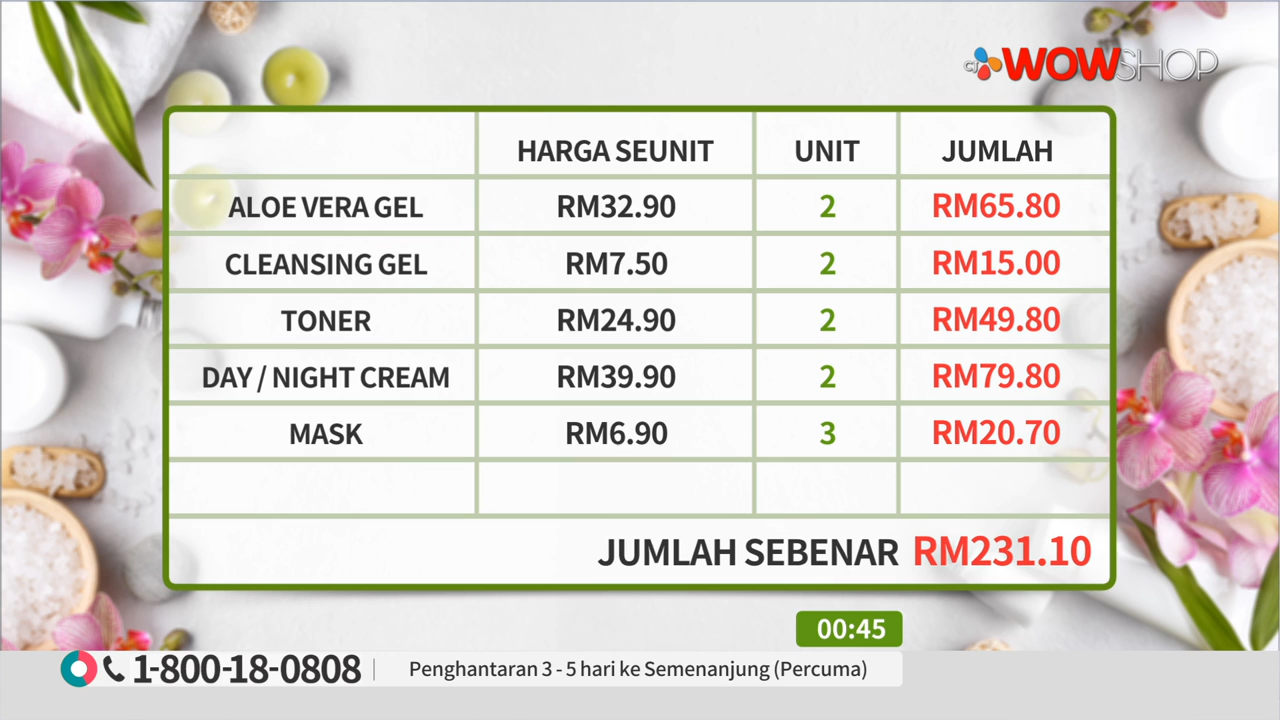 CJ WOWSHOP
HARGA SEUNIT UNIT JUMLAH
ALOE VERA GEL RM32.90 2 RM65.80
CLEANSING GEL RM7.50 2 RM15.00
TONER RM24.90 2 RM49.80
DAY / NIGHT CREAM RM39.90 2 RM79.80
MASK RM6.90 3 RM20.70
JUMLAH SEBENAR RM231.10
00:45
1-800-18-0808 Penghantaran 3 - 5 hari ke Semenanjung (Percuma)